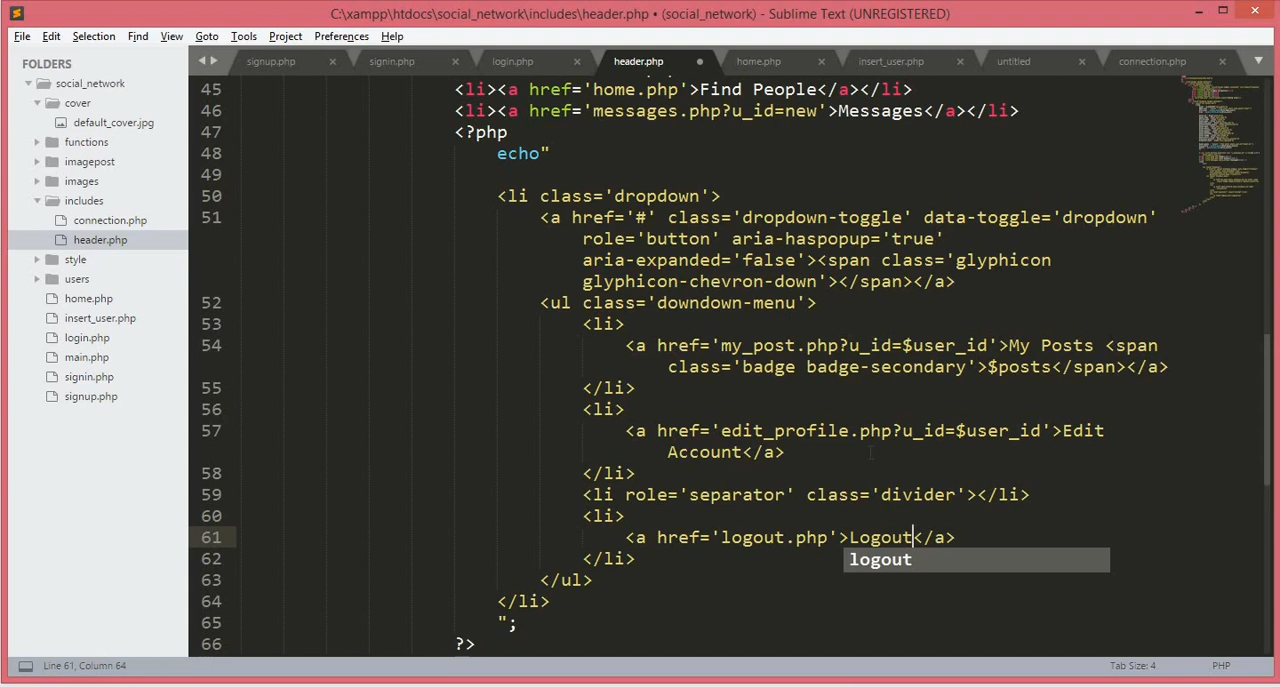 C:\xampp\htdocs\social_network\includes\header.php • (social_network) - Sublime Text (UNREGISTERED)
File Edit Selection Find View Goto Tools Project Preferences Help
FOLDERS
social_network
cover
default_cover.jpg
functions
imagepost
images
includes
connection.php
header.php
style
users
home.php
insert_user.php
login.php
main.php
signin.php
signup.php
signup.php signin.php login.php header.php home.php insert_user.php untitled connection.php
45 <li><a href='home.php'>Find People</a></li>
46 <li><a href='messages.php?u_id=new'>Messages</a></li>
47 <?php
48 echo"
49
50 <li class='dropdown'>
51 <a href='#' class='dropdown-toggle' data-toggle='dropdown'
role='button' aria-haspopup='true'
aria-expanded='false'><span class='glyphicon
glyphicon-chevron-down'></span></a>
52 <ul class='downdown-menu'>
53 <li>
54 <a href='my_post.php?u_id=$user_id'>My Posts <span
class='badge badge-secondary'>$posts</span></a>
55 </li>
56 <li>
57 <a href='edit_profile.php?u_id=$user_id'>Edit
Account</a>
58 </li>
59 <li role='separator' class='divider'></li>
60 <li>
61 <a href='logout.php'>Logout</a>
logout
62 </li>
63 </ul>
64 </li>
65 ";
66 ?>
Line 61, Column 64 Tab Size: 4 PHP